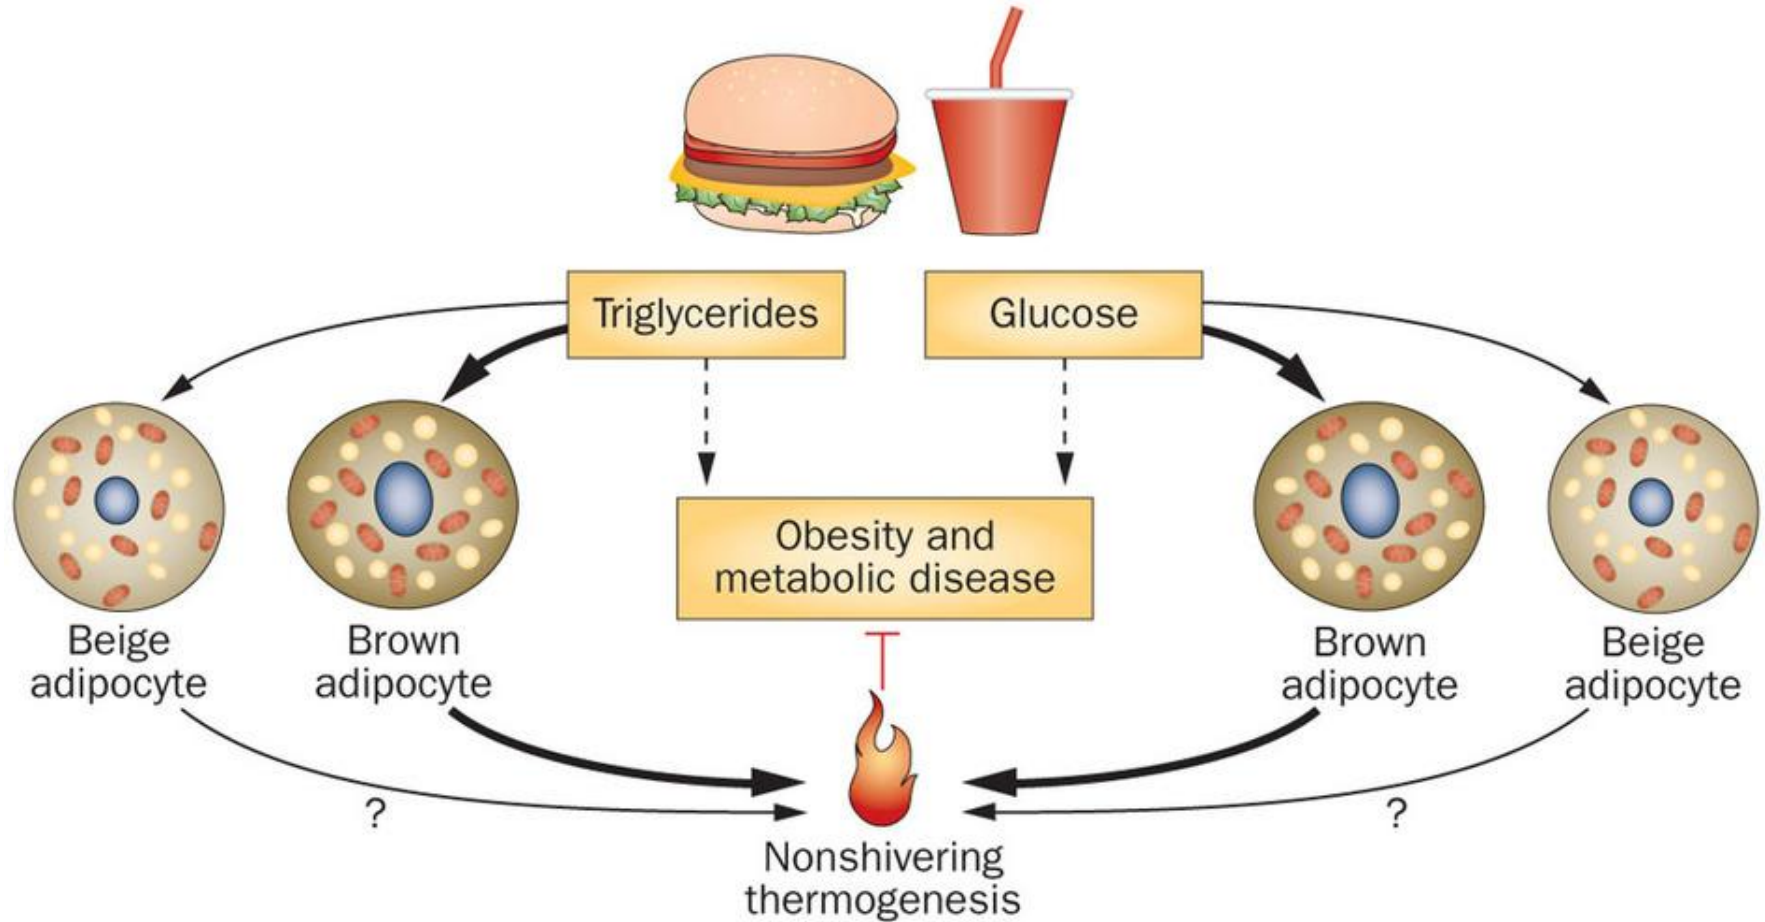 Triglycerides
Glucose
Obesity and
metabolic disease
Beige
adipocyte
Brown
adipocyte
Brown
adipocyte
Beige
adipocyte
?
?
Nonshivering
thermogenesis